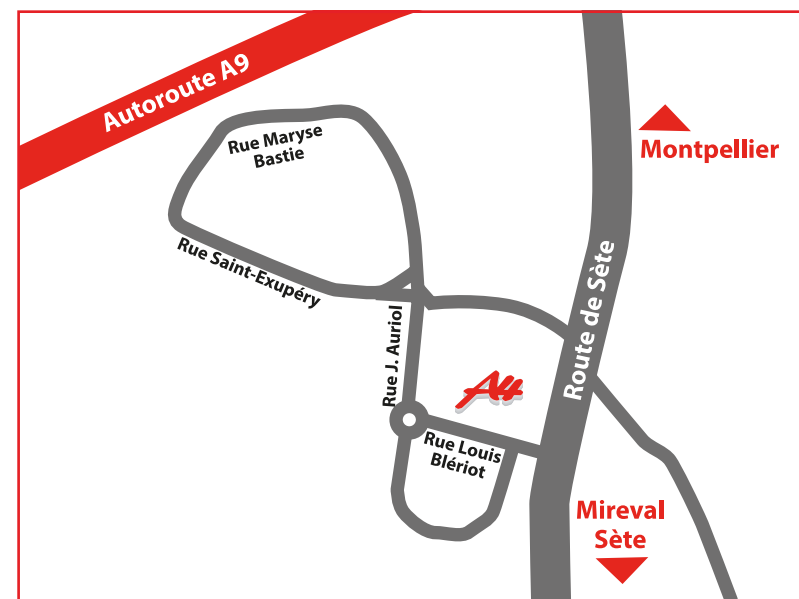 Autoroute A9
Rue Maryse
Bastie
Montpellier
Rue Saint-Exupéry
Route de Sète
Rue J. Auriol
A4
Rue Louis
Blériot
Mireval
Sète